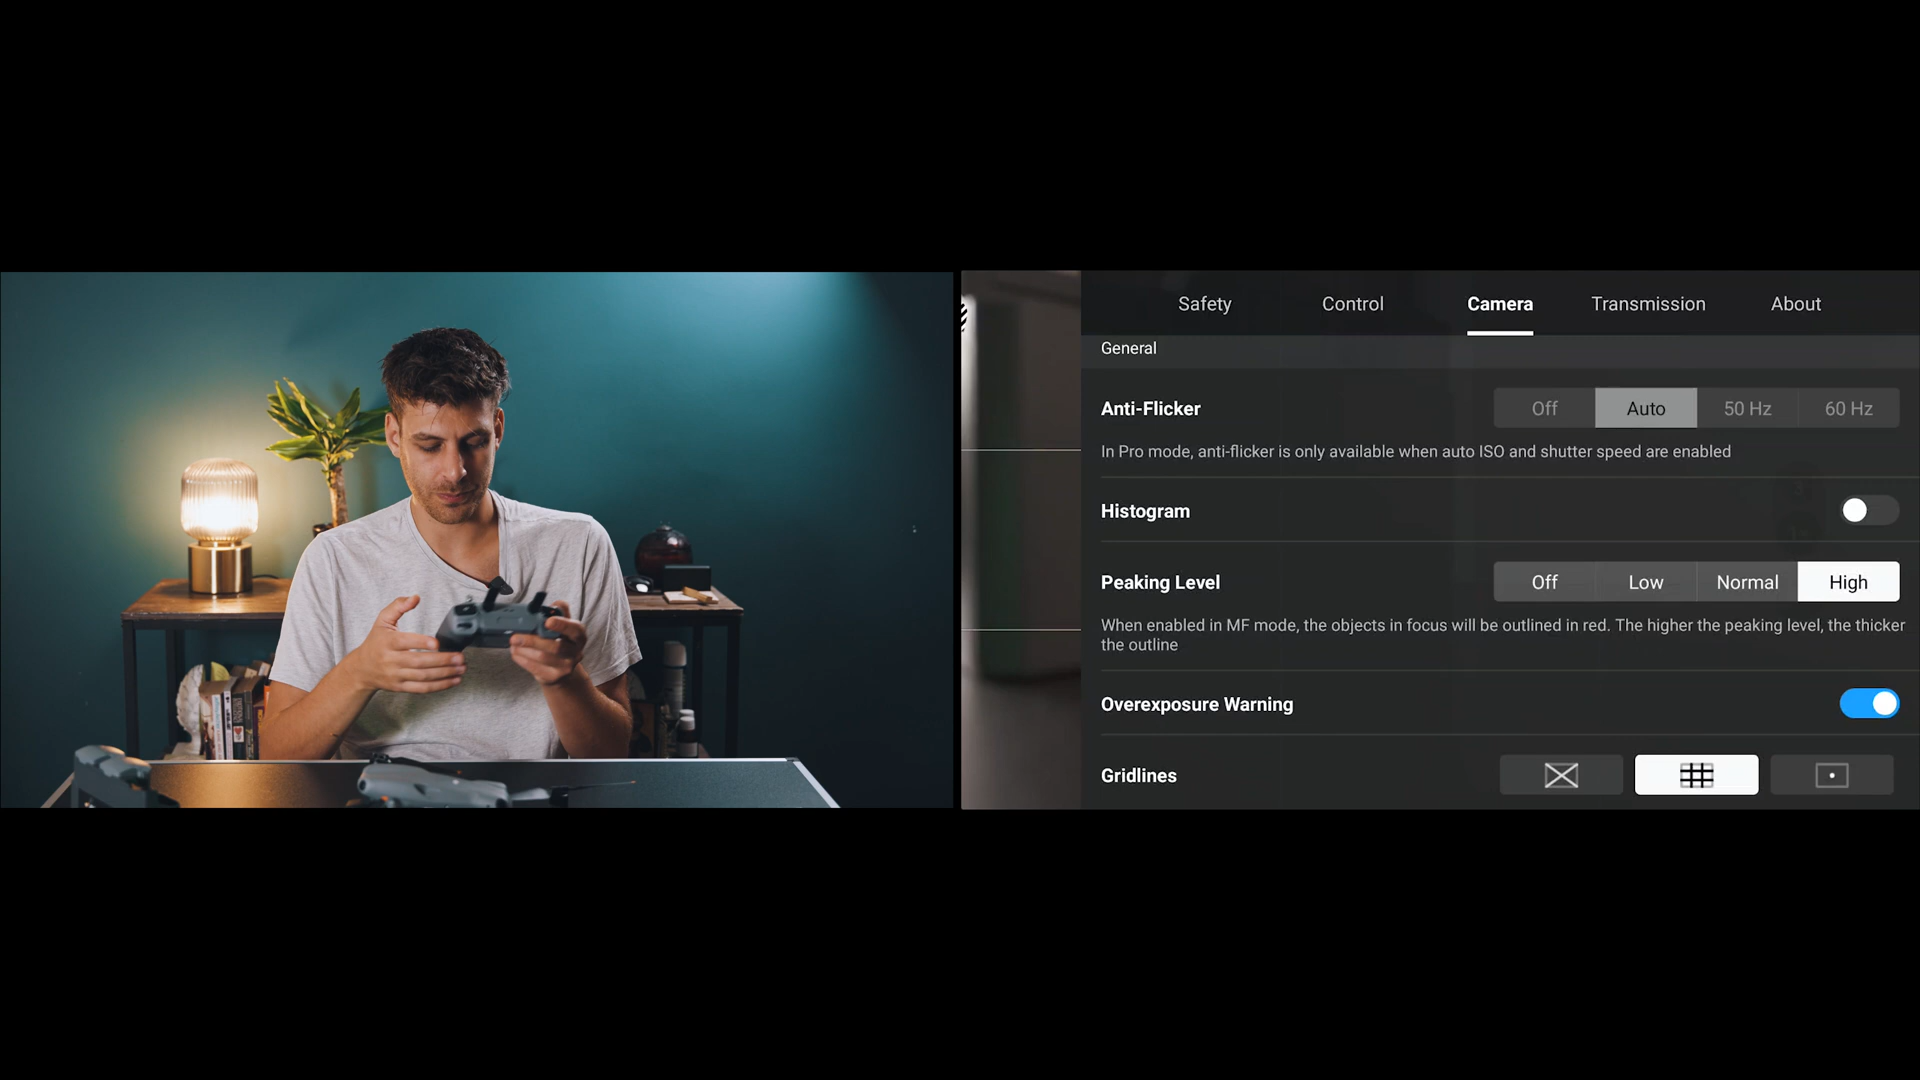 Safety Control Camera Transmission About
General
Anti-Flicker Off Auto 50 Hz 60 Hz
In Pro mode, anti-flicker is only available when auto ISO and shutter speed are enabled
Histogram
Peaking Level Off Low Normal High
When enabled in MF mode, the objects in focus will be outlined in red. The higher the peaking level, the thicker
the outline
Overexposure Warning
Gridlines